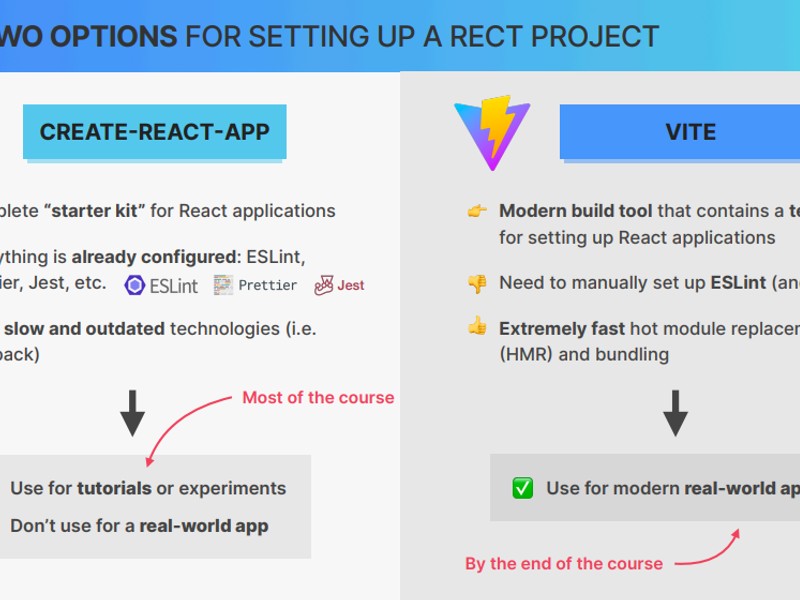 WO OPTIONS FOR SETTING UP A RECT PROJECT
CREATE-REACT-APP
plete “starter kit” for React applications
ything is already configured: ESLint,
ier, Jest, etc. ESLint Prettier Jest
slow and outdated technologies (i.e.
pack)
Most of the course
Use for tutorials or experiments
Don’t use for a real-world app
VITE
Modern build tool that contains a te
for setting up React applications
Need to manually set up ESLint (an
Extremely fast hot module replacer
(HMR) and bundling
Use for modern real-world ap
By the end of the course